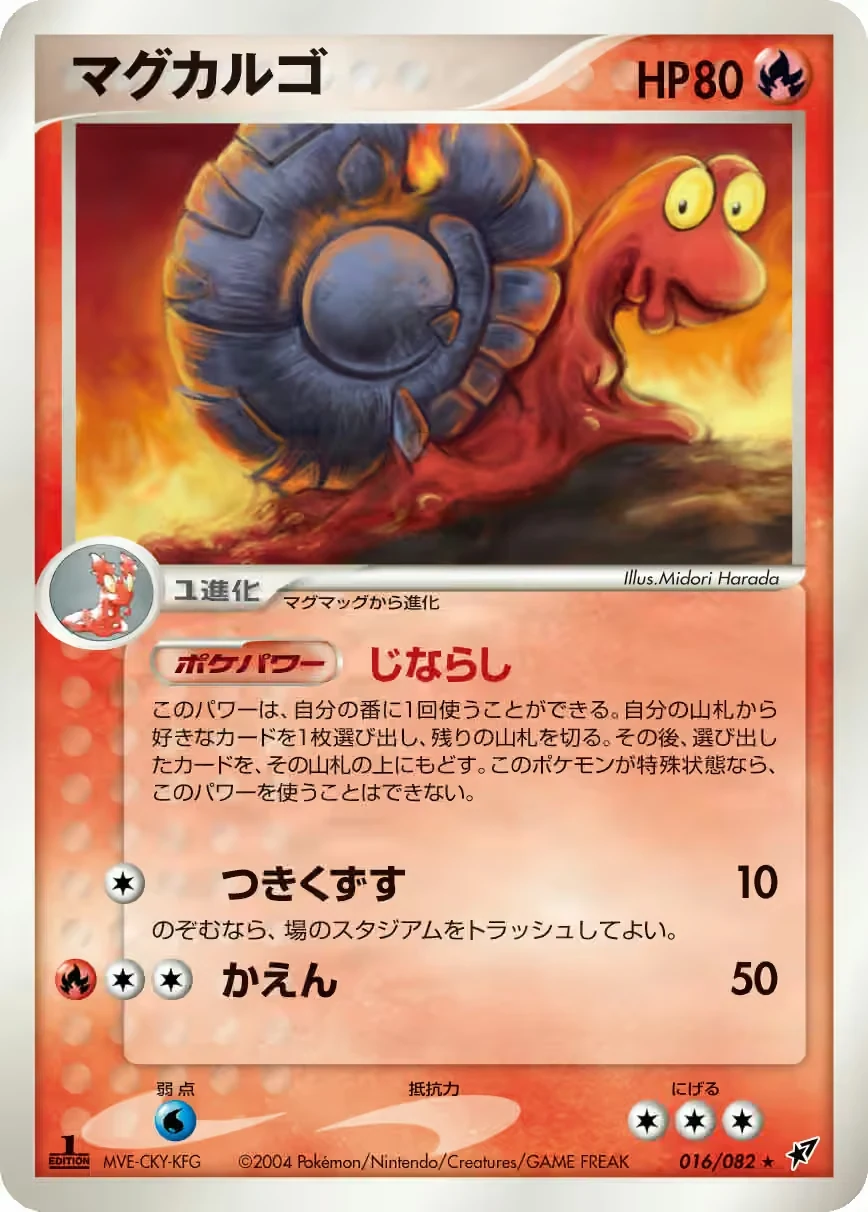 マグカルゴ HP80
Illus.Midori Harada
1進化
マグマッグから進化
ポケパワー じならし
このパワーは、自分の番に1回使うことができる。自分の山札から
好きなカードを1枚選び出し、残りの山札を切る。その後、選び出し
たカードを、その山札の上にもどす。このポケモンが特殊状態なら、
このパワーを使うことはできない。
つきくずす 10
のぞむなら、場のスタジアムをトラッシュしてよい。
かえん 50
弱点 抵抗力 にげる
1 EDITION MVE-CKY-KFG ©2004 Pokémon/Nintendo/Creatures/GAME FREAK 016/082 ★